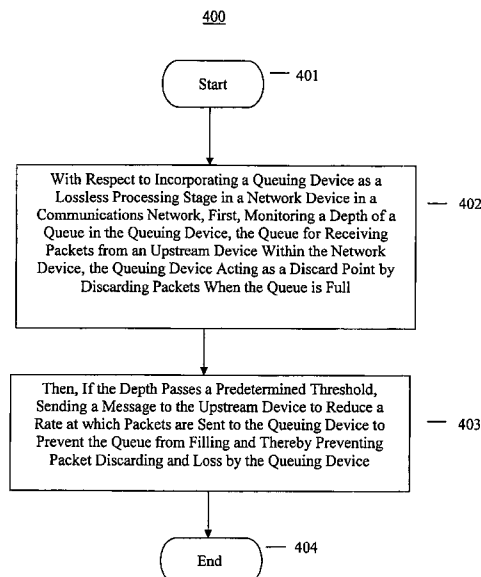 400
Start
401
With Respect to Incorporating a Queuing Device as a
Lossless Processing Stage in a Network Device in a
Communications Network, First, Monitoring a Depth of a
Queue in the Queuing Device, the Queue for Receiving
Packets from an Upstream Device Within the Network
Device, the Queuing Device Acting as a Discard Point by
Discarding Packets When the Queue is Full
402
Then, If the Depth Passes a Predetermined Threshold,
Sending a Message to the Upstream Device to Reduce a
Rate at which Packets are Sent to the Queuing Device to
Prevent the Queue from Filling and Thereby Preventing
Packet Discarding and Loss by the Queuing Device
403
End
404